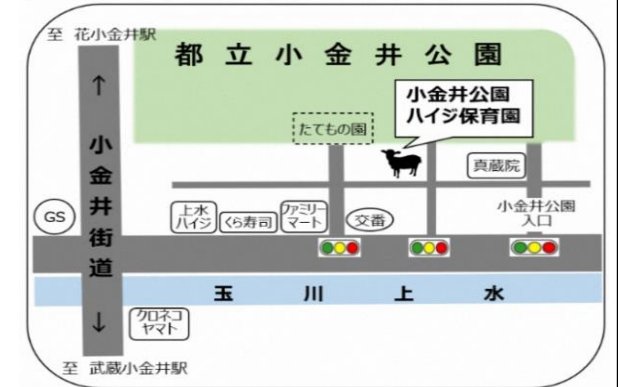 至 花小金井駅
都立小金井公園
小金井公園
ハイジ保育園
たてもの園
真蔵院
↑
小金井街道
↓
GS
上水
ハイジ
くら寿司
ファミリー
マート
交番
小金井公園
入口
玉川上水
クロネコ
ヤマト
至 武蔵小金井駅